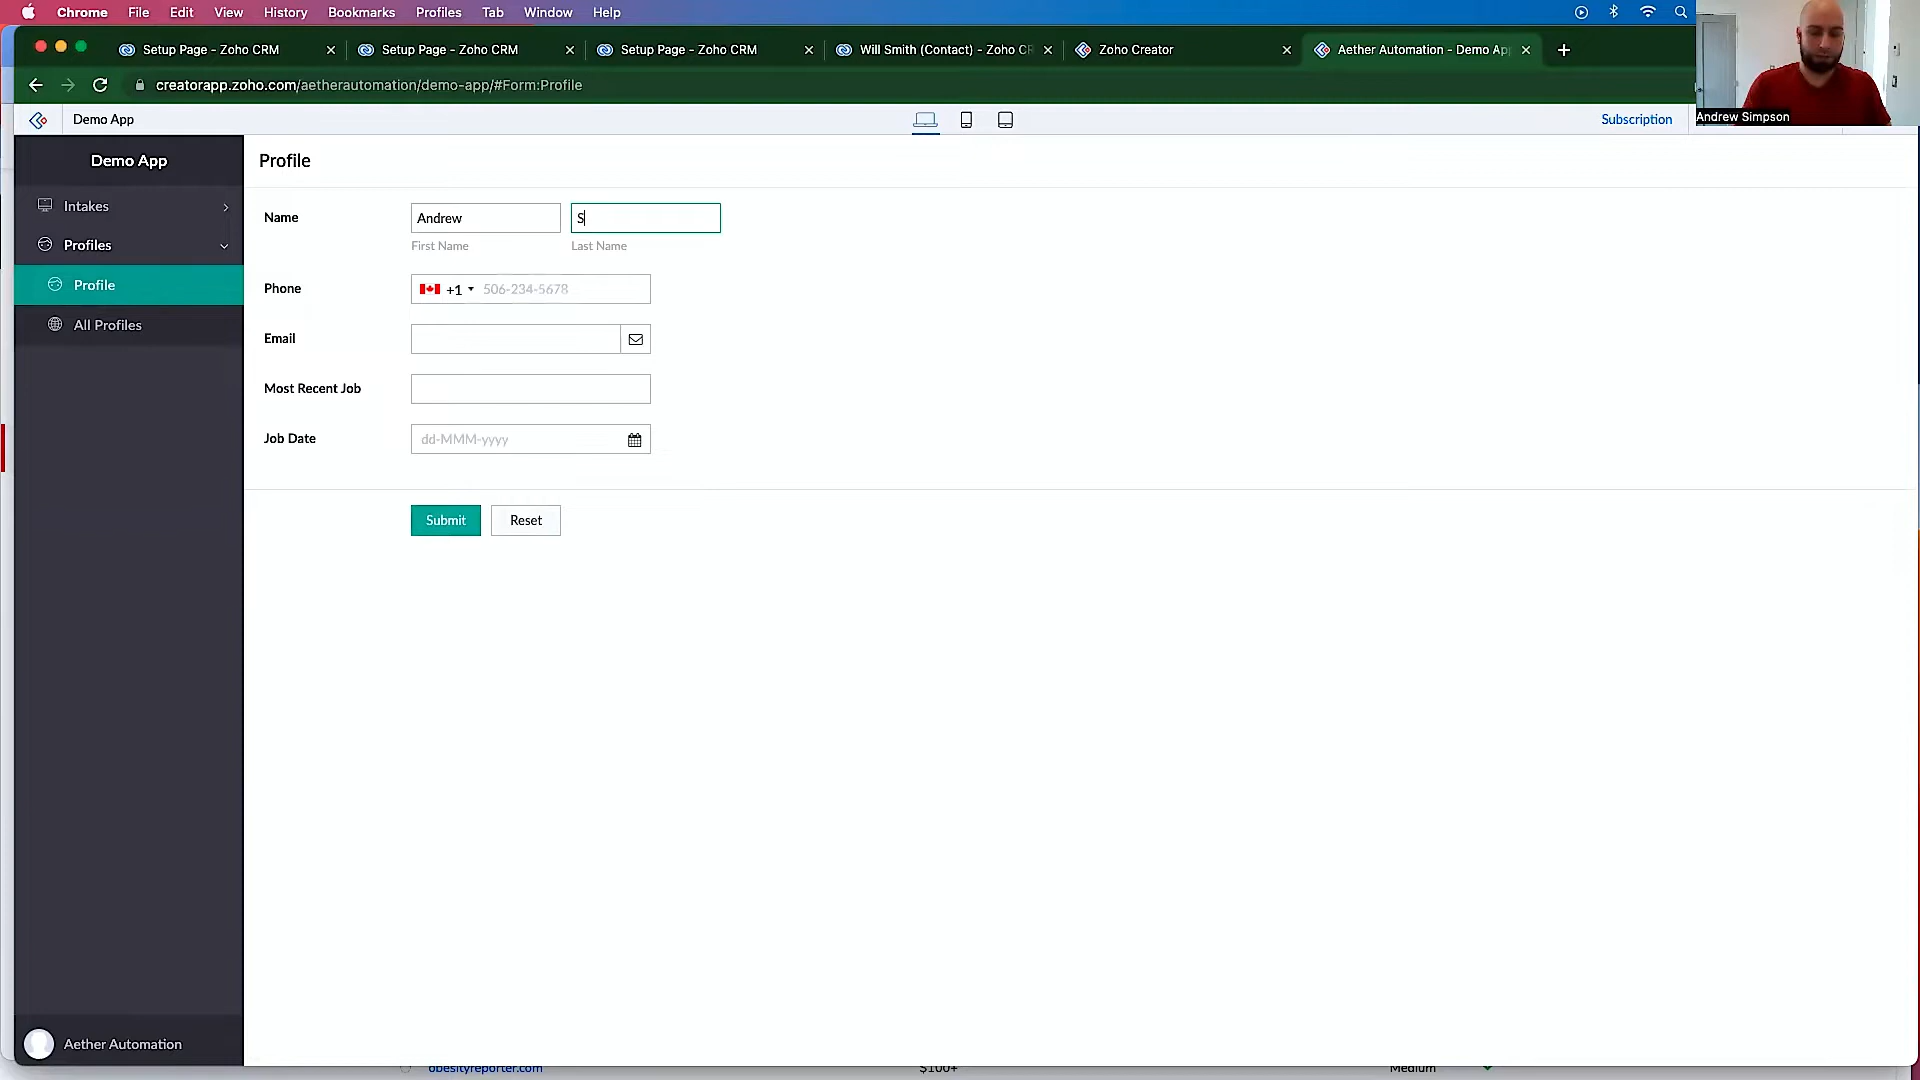 Chrome File Edit View History Bookmarks Profiles Tab Window Help
Setup Page - Zoho CRM Setup Page - Zoho CRM Setup Page - Zoho CRM Will Smith (Contact) - Zoho CR Zoho Creator Aether Automation - Demo Ap
creatorapp.zoho.com/aetherautomation/demo-app/#Form:Profile
Andrew Simpson
Demo App Subscription
Demo App
Intakes
Profiles
Profile
All Profiles
Aether Automation
Profile
Name Andrew S
First Name Last Name
Phone +1 506-234-5678
Email
Most Recent Job
Job Date dd-MMM-yyyy
Submit Reset
obesityreporter.com $100+ Medium